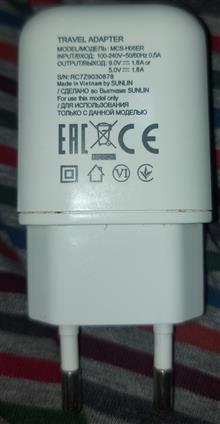 TRAVEL ADAPTER
MODEL/МОДЕЛЬ: MCS-H06ER
INPUT/ВХОД: 100-240V~50/60Hz 0.5A
OUTPUT/ВЫХОД: 9.0V⎓1.8A or
5.0V⎓1.8A
S/N: RC7Z9030878
Made in Vietnam by SUNLIN
/ СДЕЛАНО во Вьетнаме SUNLIN
For use this model only
/ ДЛЯ ИСПОЛЬЗОВАНИЯ
ТОЛЬКО С ДАННОЙ МОДЕЛЬЮ
EAC CE
VI